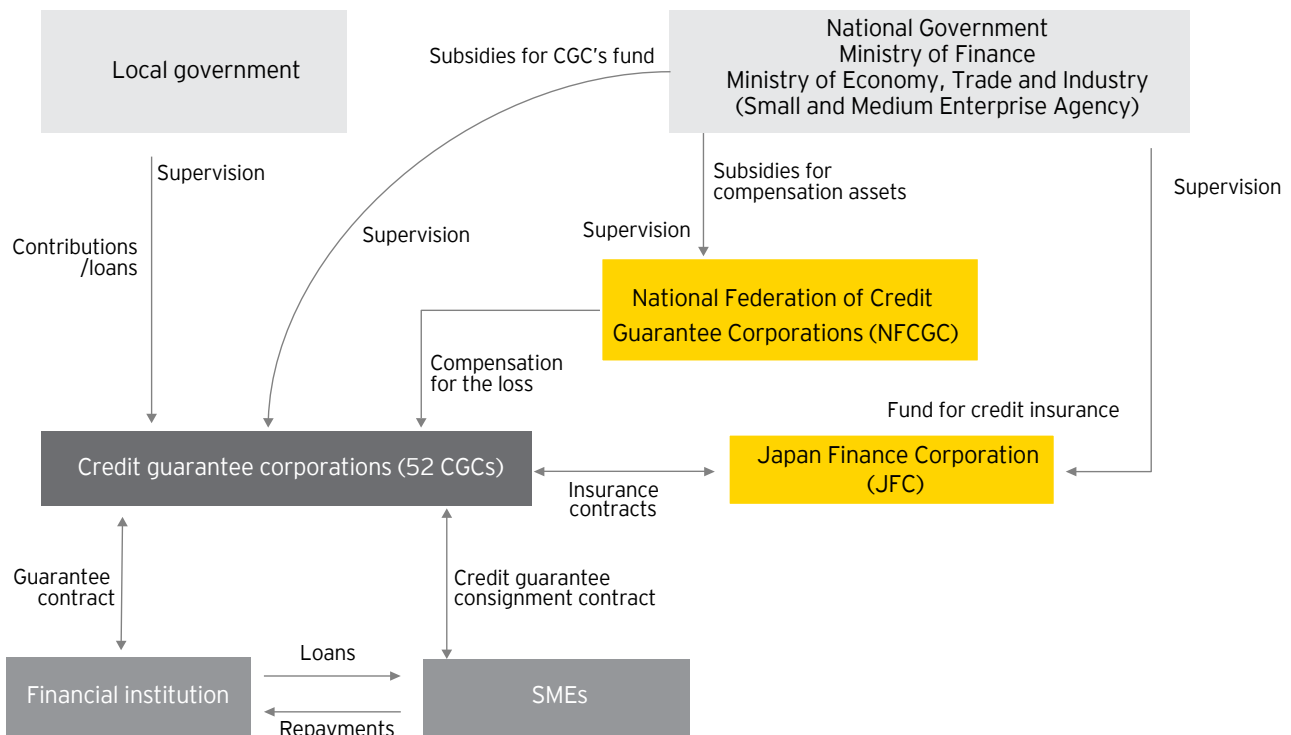 Local government
National Government
Ministry of Finance
Ministry of Economy, Trade and Industry
(Small and Medium Enterprise Agency)
Subsidies for CGC's fund
Supervision
Contributions
/loans
Supervision
Subsidies for
compensation assets
Supervision
Supervision
National Federation of Credit
Guarantee Corporations (NFCGC)
Compensation
for the loss
Fund for credit insurance
Credit guarantee corporations (52 CGCs)
Insurance
contracts
Japan Finance Corporation
(JFC)
Guarantee
contract
Credit guarantee
consignment contract
Financial institution
Loans
Repayments
SMEs